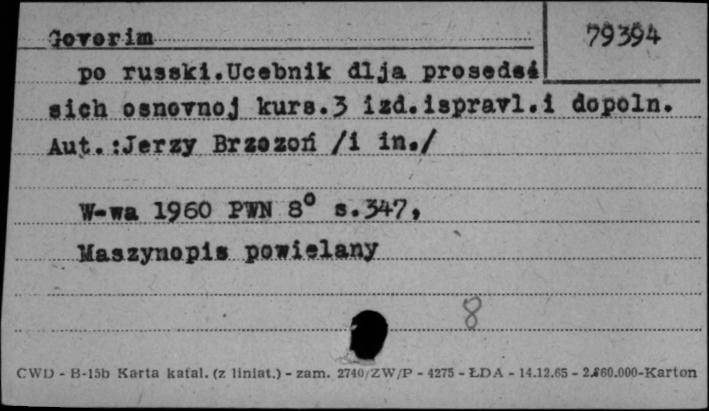 Govorim
79394
po russki.Ucebnik dlja prosedsi
sich osnovnoj kurs.3 izd.ispravl.i dopoln.
Aut.:Jerzy Brzozoń /i in./
W-wa 1960 PWN 8° s.347,
Maszynopis powielany
8
CWD - B-15b Karta katal. (z liniat.) - zam. 2740/ZW/P - 4275 - ŁDA - 14.12.65 - 2.860.000-Karton